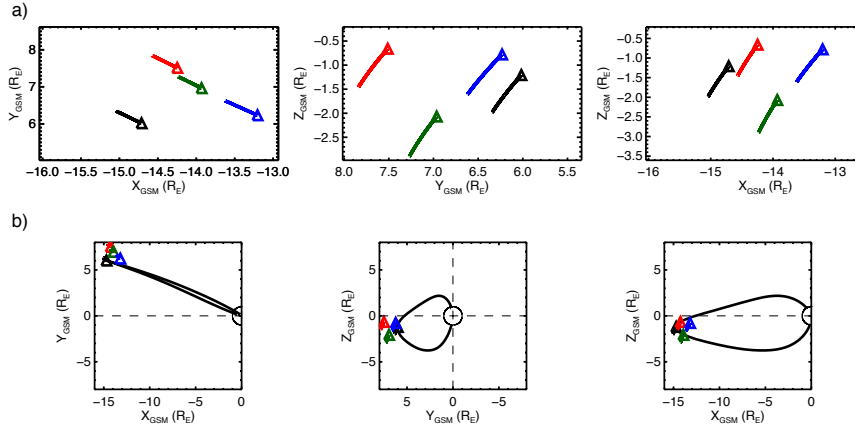 a)
8
6
Y_GSM (R_E)
−16.0 −15.0 −14.5 −14.0 −13.5 −13.0
X_GSM (R_E)
−0.5
−1.0
−1.5
−2.0
−2.5
Z_GSM (R_E)
8.0 7.5 7.0 6.5 6.0 5.5
Y_GSM (R_E)
−0.5
−1.0
−1.5
−2.0
−2.5
−3.0
−3.5
Z_GSM (R_E)
−16 −15 −14 −13
X_GSM (R_E)
b)
5
0
−5
Y_GSM (R_E)
−15 −10 −5 0
X_GSM (R_E)
5
0
−5
Z_GSM (R_E)
5 0 −5
Y_GSM (R_E)
5
0
−5
Z_GSM (R_E)
−15 −10 −5 0
X_GSM (R_E)